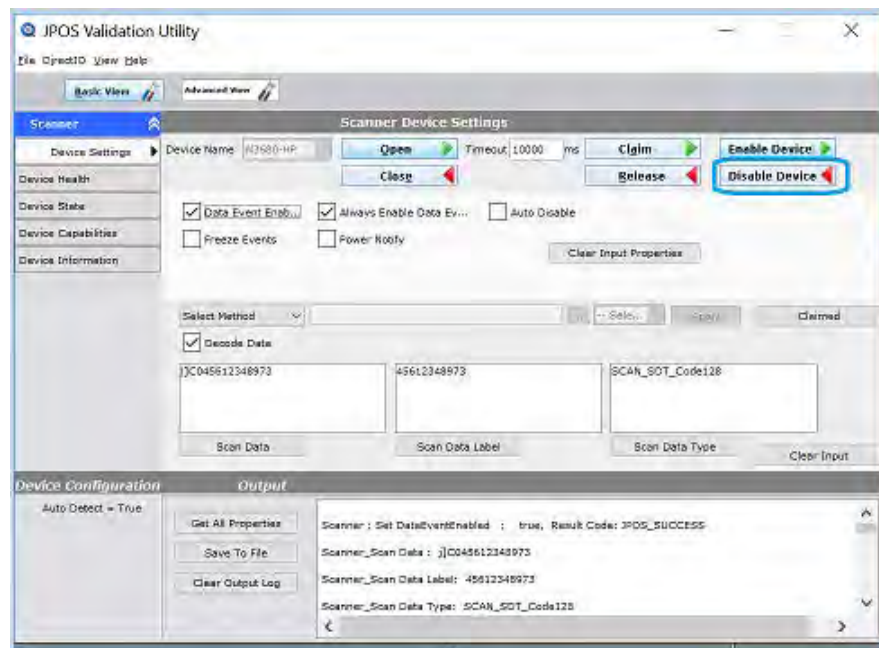 JPOS Validation Utility
File DirectIO View Help
Basic View Advanced View
Scanner
Scanner Device Settings
Device Settings
Device Name
Open
Timeout 10000 ms
Claim
Enable Device
Close
Release
Disable Device
Device Health
Device State
Device Capabilities
Device Information
Data Event Enab... Always Enable Data Ev... Auto Disable
Freeze Events Power Notify
Clear Input Properties
Select Method -- Sele... Claimed
Decode Data
j]C045612348973 45612348973 SCAN_SDT_Code128
Scan Data Scan Data Label Scan Data Type Clear Input
Device Configuration Output
Auto Detect = True
Get All Properties
Save To File
Clear Output Log
Scanner : Set DataEventEnabled : true, Result Code: JPOS_SUCCESS
Scanner_Scan Data : j]C045612348973
Scanner_Scan Data Label: 45612348973
Scanner_Scan Data Type: SCAN_SDT_Code128